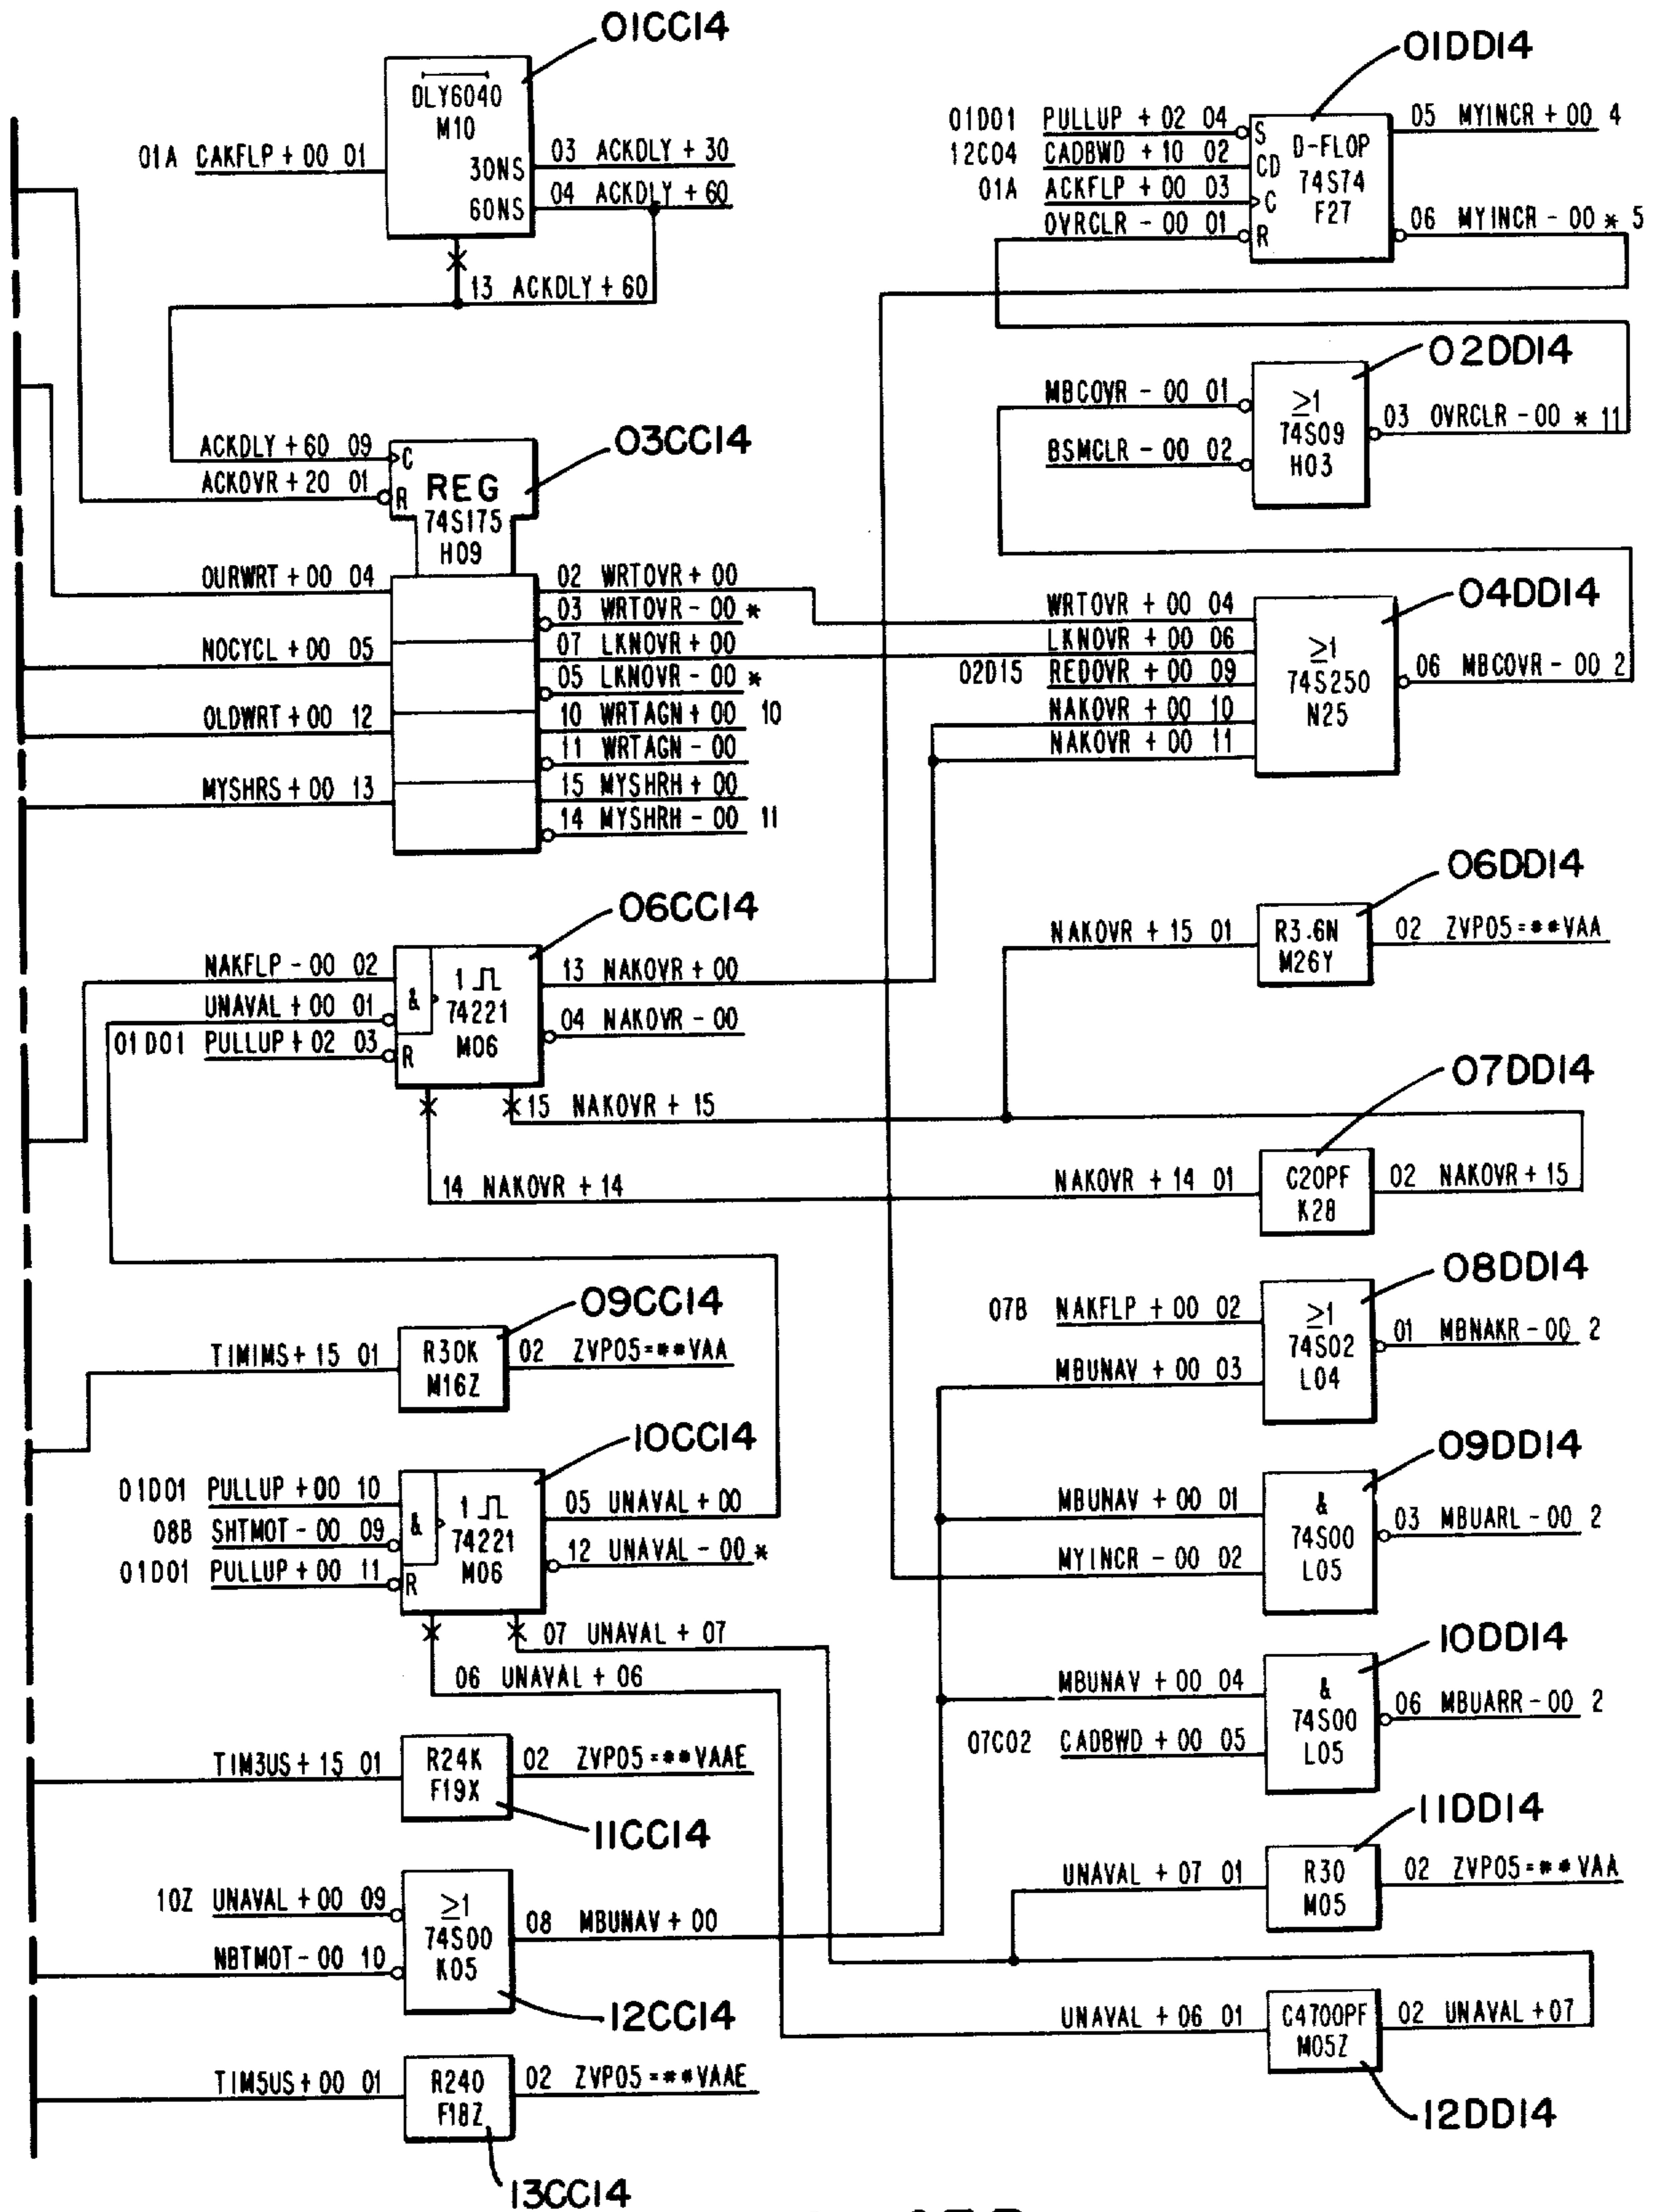 01CC14
DLY6040
M10
01A CAKFLP + 00 01
30NS
03 ACKDLY + 30
60NS
04 ACKDLY + 60
13 ACKDLY + 60
03CC14
ACKDLY + 60 09
C
ACKOVR + 20 01
R
REG
74S175
H09
OURWRT + 00 04
02 WRTOVR + 00
03 WRTOVR - 00 *
NOCYCL + 00 05
07 LKNOVR + 00
05 LKNOVR - 00 *
OLDWRT + 00 12
10 WRTAGN + 00 10
11 WRTAGN - 00
MYSHRS + 00 13
15 MYSHRH + 00
14 MYSHRH - 00 11
06CC14
NAKFLP - 00 02
UNAVAL + 00 01
01D01 PULLUP + 02 03
&
R
1
74221
M06
13 NAKOVR + 00
04 NAKOVR - 00
15 NAKOVR + 15
14 NAKOVR + 14
09CC14
TIMIMS + 15 01
R30K
M16Z
02 ZVP05=**VAA
10CC14
01D01 PULLUP + 00 10
08B SHTMOT - 00 09
01D01 PULLUP + 00 11
&
R
1
74221
M06
05 UNAVAL + 00
12 UNAVAL - 00 *
07 UNAVAL + 07
06 UNAVAL + 06
TIM3US + 15 01
R24K
F19X
02 ZVP05=**VAAE
11CC14
10Z UNAVAL + 00 09
NBTMOT - 00 10
≥1
74S00
K05
08 MBUNAV + 00
12CC14
TIM5US + 00 01
R240
F18Z
02 ZVP05=**VAAE
13CC14
01DD14
01D01 PULLUP + 02 04
12C04 CADBWD + 10 02
01A ACKFLP + 00 03
OVRCLR - 00 01
S
CD
C
R
D-FLOP
74S74
F27
05 MYINCR + 00 4
06 MYINCR - 00 * 5
02DD14
MBCOVR - 00 01
BSMCLR - 00 02
≥1
74S09
H03
03 OVRCLR - 00 * 11
04DD14
WRTOVR + 00 04
LKNOVR + 00 06
02D15 REDOVR + 00 09
NAKOVR + 00 10
NAKOVR + 00 11
≥1
74S250
N25
06 MBCOVR - 00 2
06DD14
NAKOVR + 15 01
R3.6N
M26Y
02 ZVP05=**VAA
07DD14
NAKOVR + 14 01
C20PF
K28
02 NAKOVR + 15
08DD14
07B NAKFLP + 00 02
MBUNAV + 00 03
≥1
74S02
L04
01 MBNAKR - 00 2
09DD14
MBUNAV + 00 01
MYINCR - 00 02
&
74S00
L05
03 MBUARL - 00 2
10DD14
MBUNAV + 00 04
07C02 CADBWD + 00 05
&
74S00
L05
06 MBUARR - 00 2
11DD14
UNAVAL + 07 01
R30
M05
02 ZVP05=**VAA
UNAVAL + 06 01
C4700PF
M05Z
02 UNAVAL + 07
12DD14